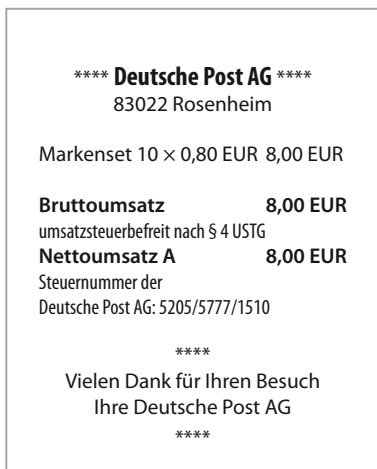 **** Deutsche Post AG ****
83022 Rosenheim
Markenset 10 × 0,80 EUR 8,00 EUR
Bruttoumsatz 8,00 EUR
umsatzsteuerbefreit nach § 4 USTG
Nettoumsatz A 8,00 EUR
Steuernummer der
Deutsche Post AG: 5205/5777/1510
****
Vielen Dank für Ihren Besuch
Ihre Deutsche Post AG
****